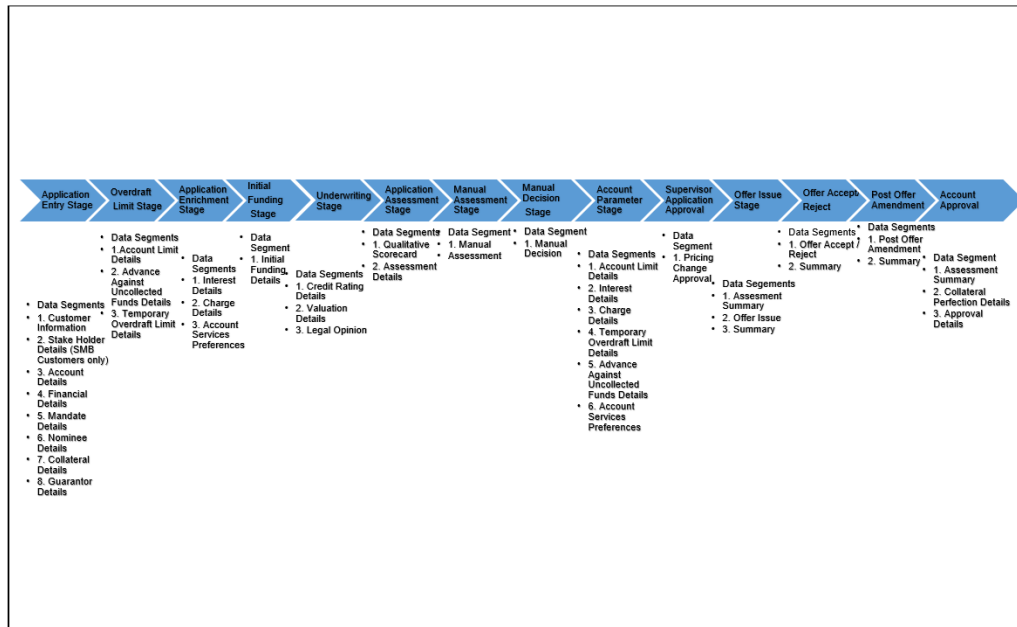 Application
Entry Stage
Overdraft
Limit Stage
Application
Enrichment
Stage
Initial
Funding
Stage
Underwriting
Stage
Application
Assessment
Stage
Manual
Assessment
Stage
Manual
Decision
Stage
Account
Parameter
Stage
Supervisor
Application
Approval
Offer Issue
Stage
Offer Accept/
Reject
Post Offer
Amendment
Account
Approval
• Data Segments
• 1. Customer
Information
• 2. Stake Holder
Details (SMB
Customers only)
• 3. Account
Details
• 4. Financial
Details
• 5. Mandate
Details
• 6. Nominee
Details
• 7. Collateral
Details
• 8. Guarantor
Details
• Data Segments
• 1.Account Limit
Details
• 2. Advance
Against
Uncollected
Funds Details
• 3. Temporary
Overdraft Limit
Details
• Data
Segments
• 1. Interest
Details
• 2. Charge
Details
• 3. Account
Services
Preferences
• Data
Segment
• 1. Initial
Funding
Details
• Data Segments
• 1. Credit Rating
Details
• 2. Valuation
Details
• 3. Legal Opinion
• Data Segments
• 1. Qualitative
Scorecard
• 2. Assessment
Details
• Data Segment
• 1. Manual
Assessment
• Data Segment
• 1. Manual
Decision
• Data Segments
• 1. Account Limit
Details
• 2. Interest
Details
• 3. Charge
Details
• 4. Temporary
Overdraft Limit
Details
• 5. Advance
Against
Uncollected
Funds Details
• 6. Account
Services
Preferences
• Data
Segment
• 1. Pricing
Change
Approval
• Data Segements
• 1. Assesment
Summary
• 2. Offer Issue
• 3. Summary
• Data Segments
• 1. Offer Accept /
Reject
• 2. Summary
• Data Segments
• 1. Post Offer
Amendment
• 2. Summary
• Data Segment
• 1. Assessment
Summary
• 2. Collateral
Perfection Details
• 3. Approval
Details